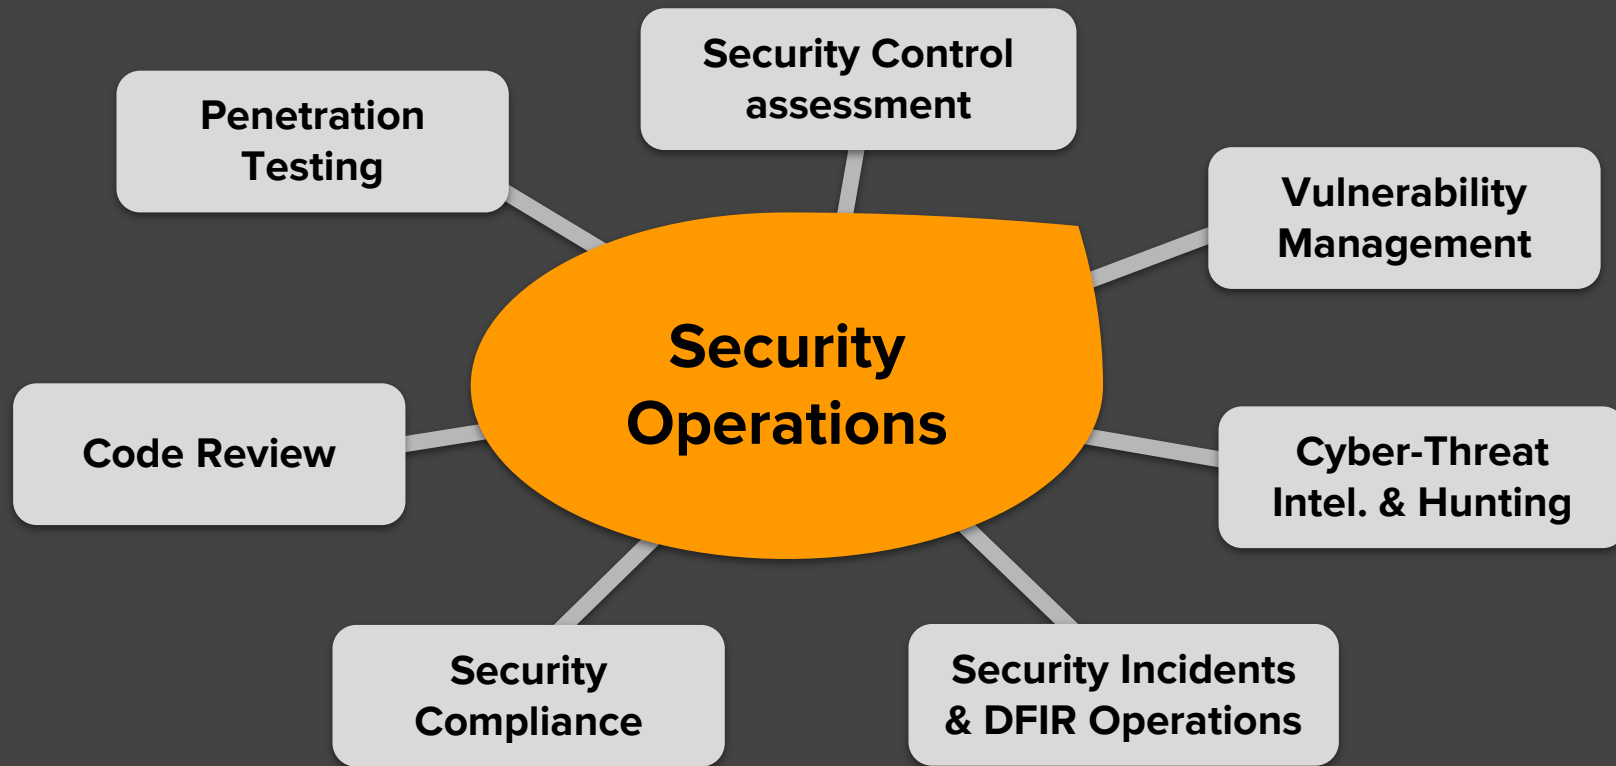 Security Control
assessment
Penetration
Testing
Vulnerability
Management
Security
Operations
Code Review
Cyber-Threat
Intel. & Hunting
Security
Compliance
Security Incidents
& DFIR Operations